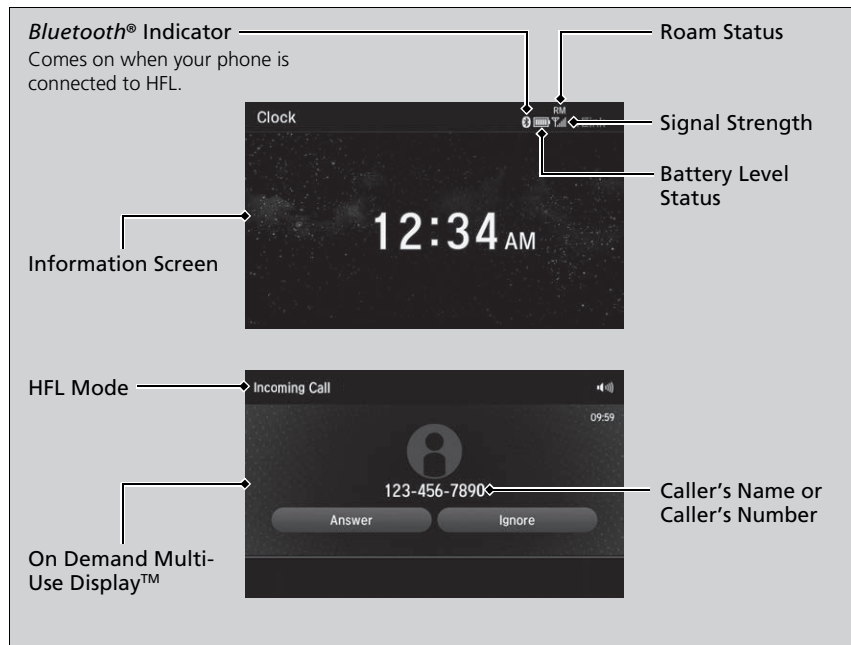 Bluetooth® Indicator
Comes on when your phone is
connected to HFL.
Roam Status
Signal Strength
Battery Level
Status
Clock
RM
12:34 AM
Information Screen
HFL Mode
Incoming Call
09:59
123-456-7890
Caller's Name or
Caller's Number
Answer
Ignore
On Demand Multi-
Use Display™